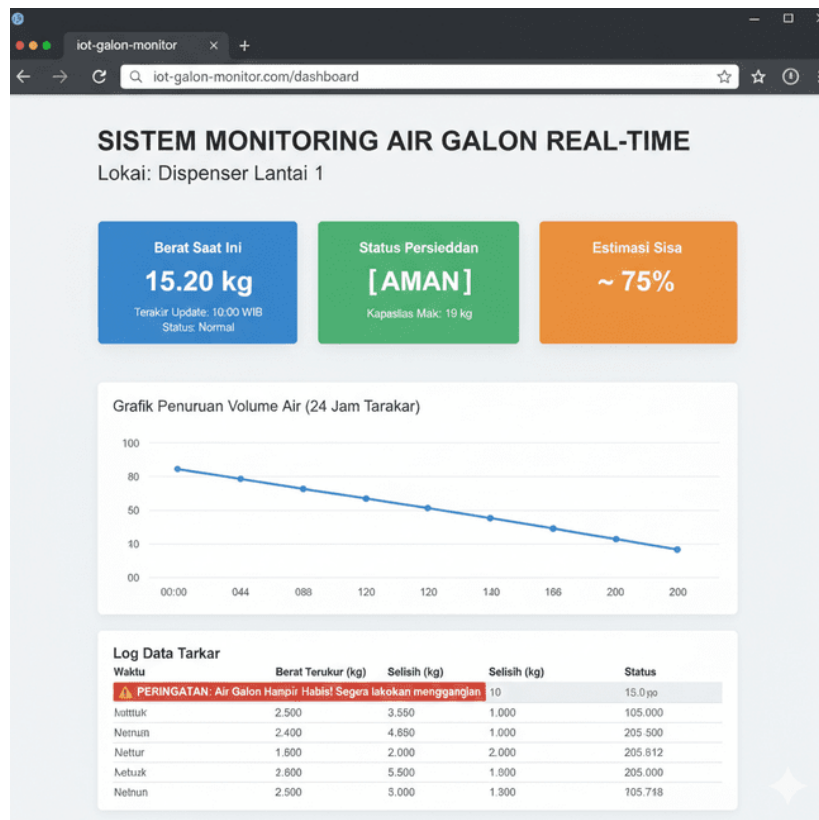 iot-galon-monitor
iot-galon-monitor.com/dashboard
SISTEM MONITORING AIR GALON REAL-TIME
Lokai: Dispenser Lantai 1
Berat Saat Ini
15.20 kg
Terakir Update: 10:00 WIB
Status: Normal
Status Persieddan
[AMAN]
Kapaslias Mak: 19 kg
Estimasi Sisa
~ 75%
Grafik Penuruan Volume Air (24 Jam Tarakar)
100
80
50
10
00
00:00 044 088 120 120 140 166 200 200
Log Data Tarkar
Waktu Berat Terukur (kg) Selisih (kg) Selisih (kg) Status
PERINGATAN: Air Galon Hampir Habis! Segera lakokan menggangian 10
2.500 3.550 1.000 105.000
2.400 4.650 1.000 205.500
Nettur 1.600 2.000 2.000 205.812
2.600 5.500 1.800 205.000
2.500 1.300 105.718